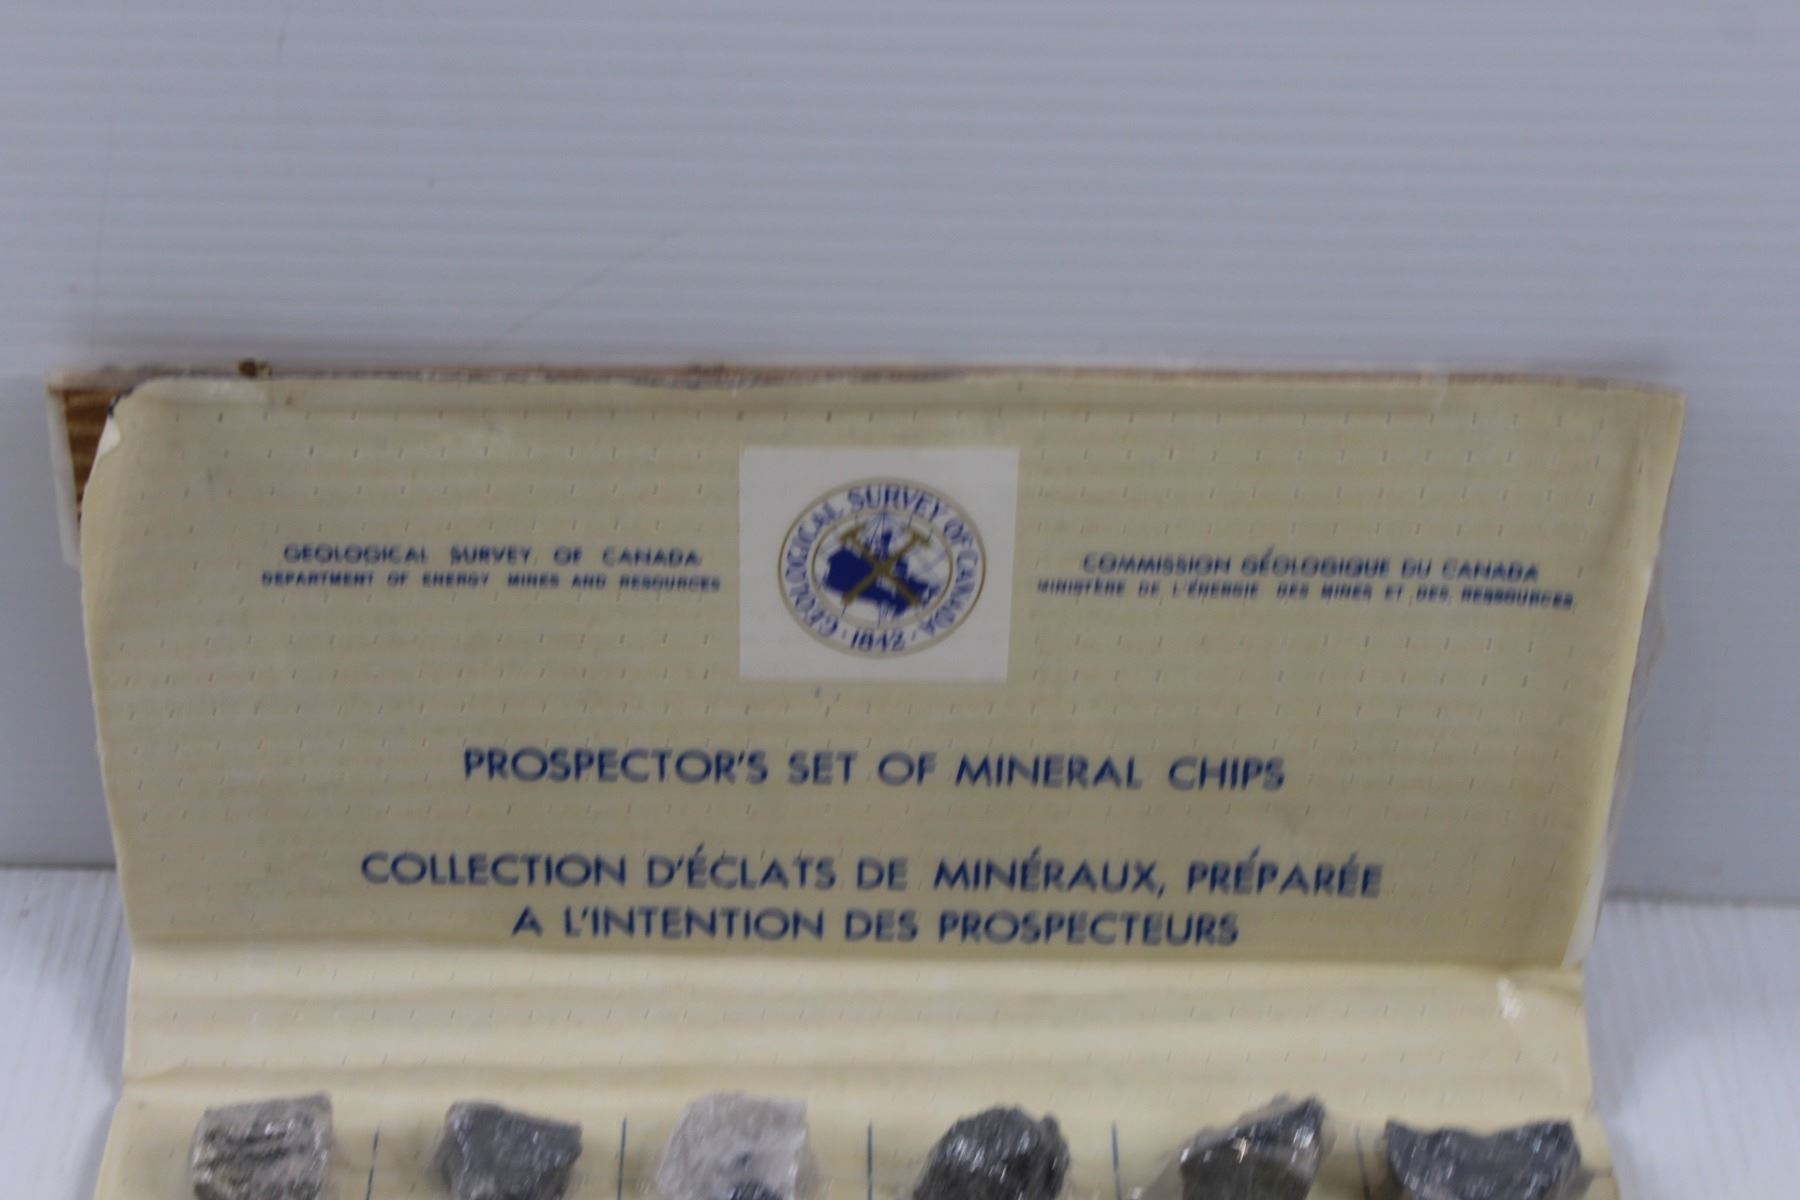 GEOLOGICAL SURVEY OF CANADA
DEPARTMENT OF ENERGY MINES AND RESOURCES
GEOLOGICAL SURVEY OF CANADA
· 1842 ·
COMMISSION GÉOLOGIQUE DU CANADA
MINISTÈRE DE L'ÉNERGIE DES MINES ET DES RESSOURCES
PROSPECTOR'S SET OF MINERAL CHIPS
COLLECTION D'ÉCLATS DE MINÉRAUX, PRÉPARÉE
A L'INTENTION DES PROSPECTEURS